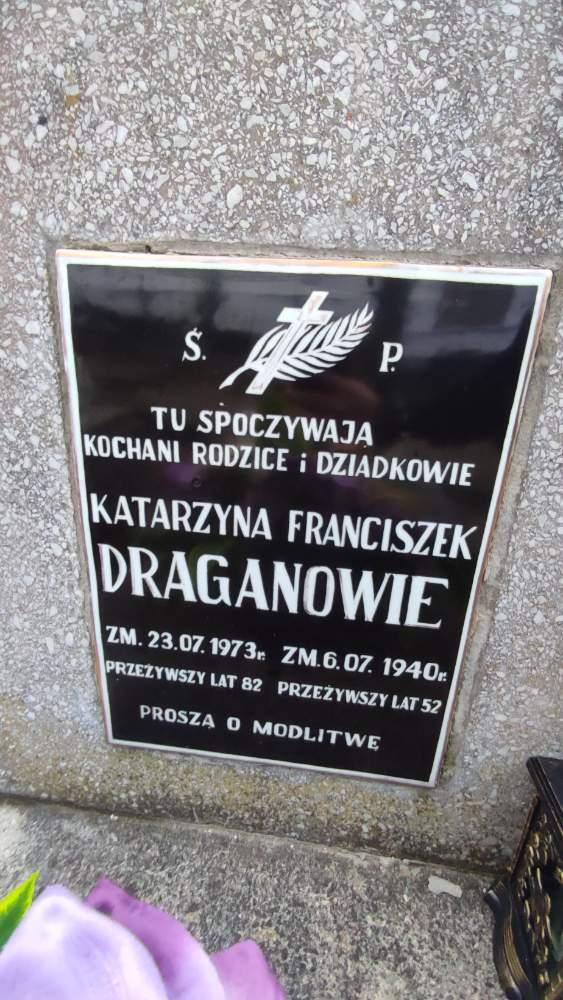 Ś. P.
TU SPOCZYWAJĄ
KOCHANI RODZICE i DZIADKOWIE
KATARZYNA FRANCISZEK
DRAGANOWIE
ZM. 23.07. 1973r. ZM. 6.07. 1940r.
PRZEŻYWSZY LAT 82 PRZEŻYWSZY LAT 52
PROSZĄ O MODLITWĘ